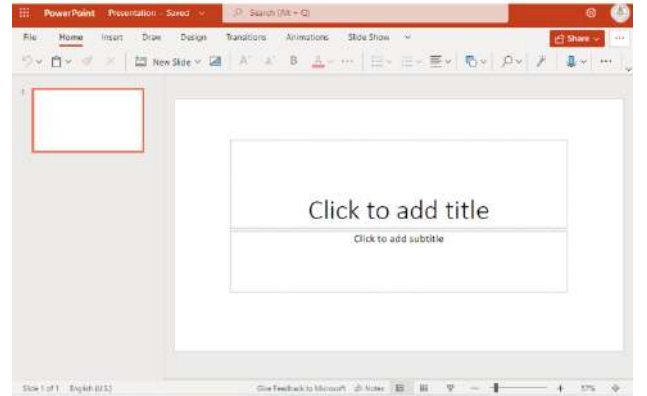 PowerPoint Presentation - Saved
Search (Alt + Q)
File Home Insert Draw Design Transitions Animations Slide Show
Share
New Slide
A A B A
1
Click to add title
Click to add subtitle
Slide 1 of 1 English (U.S.)
Give Feedback to Microsoft Notes
57%